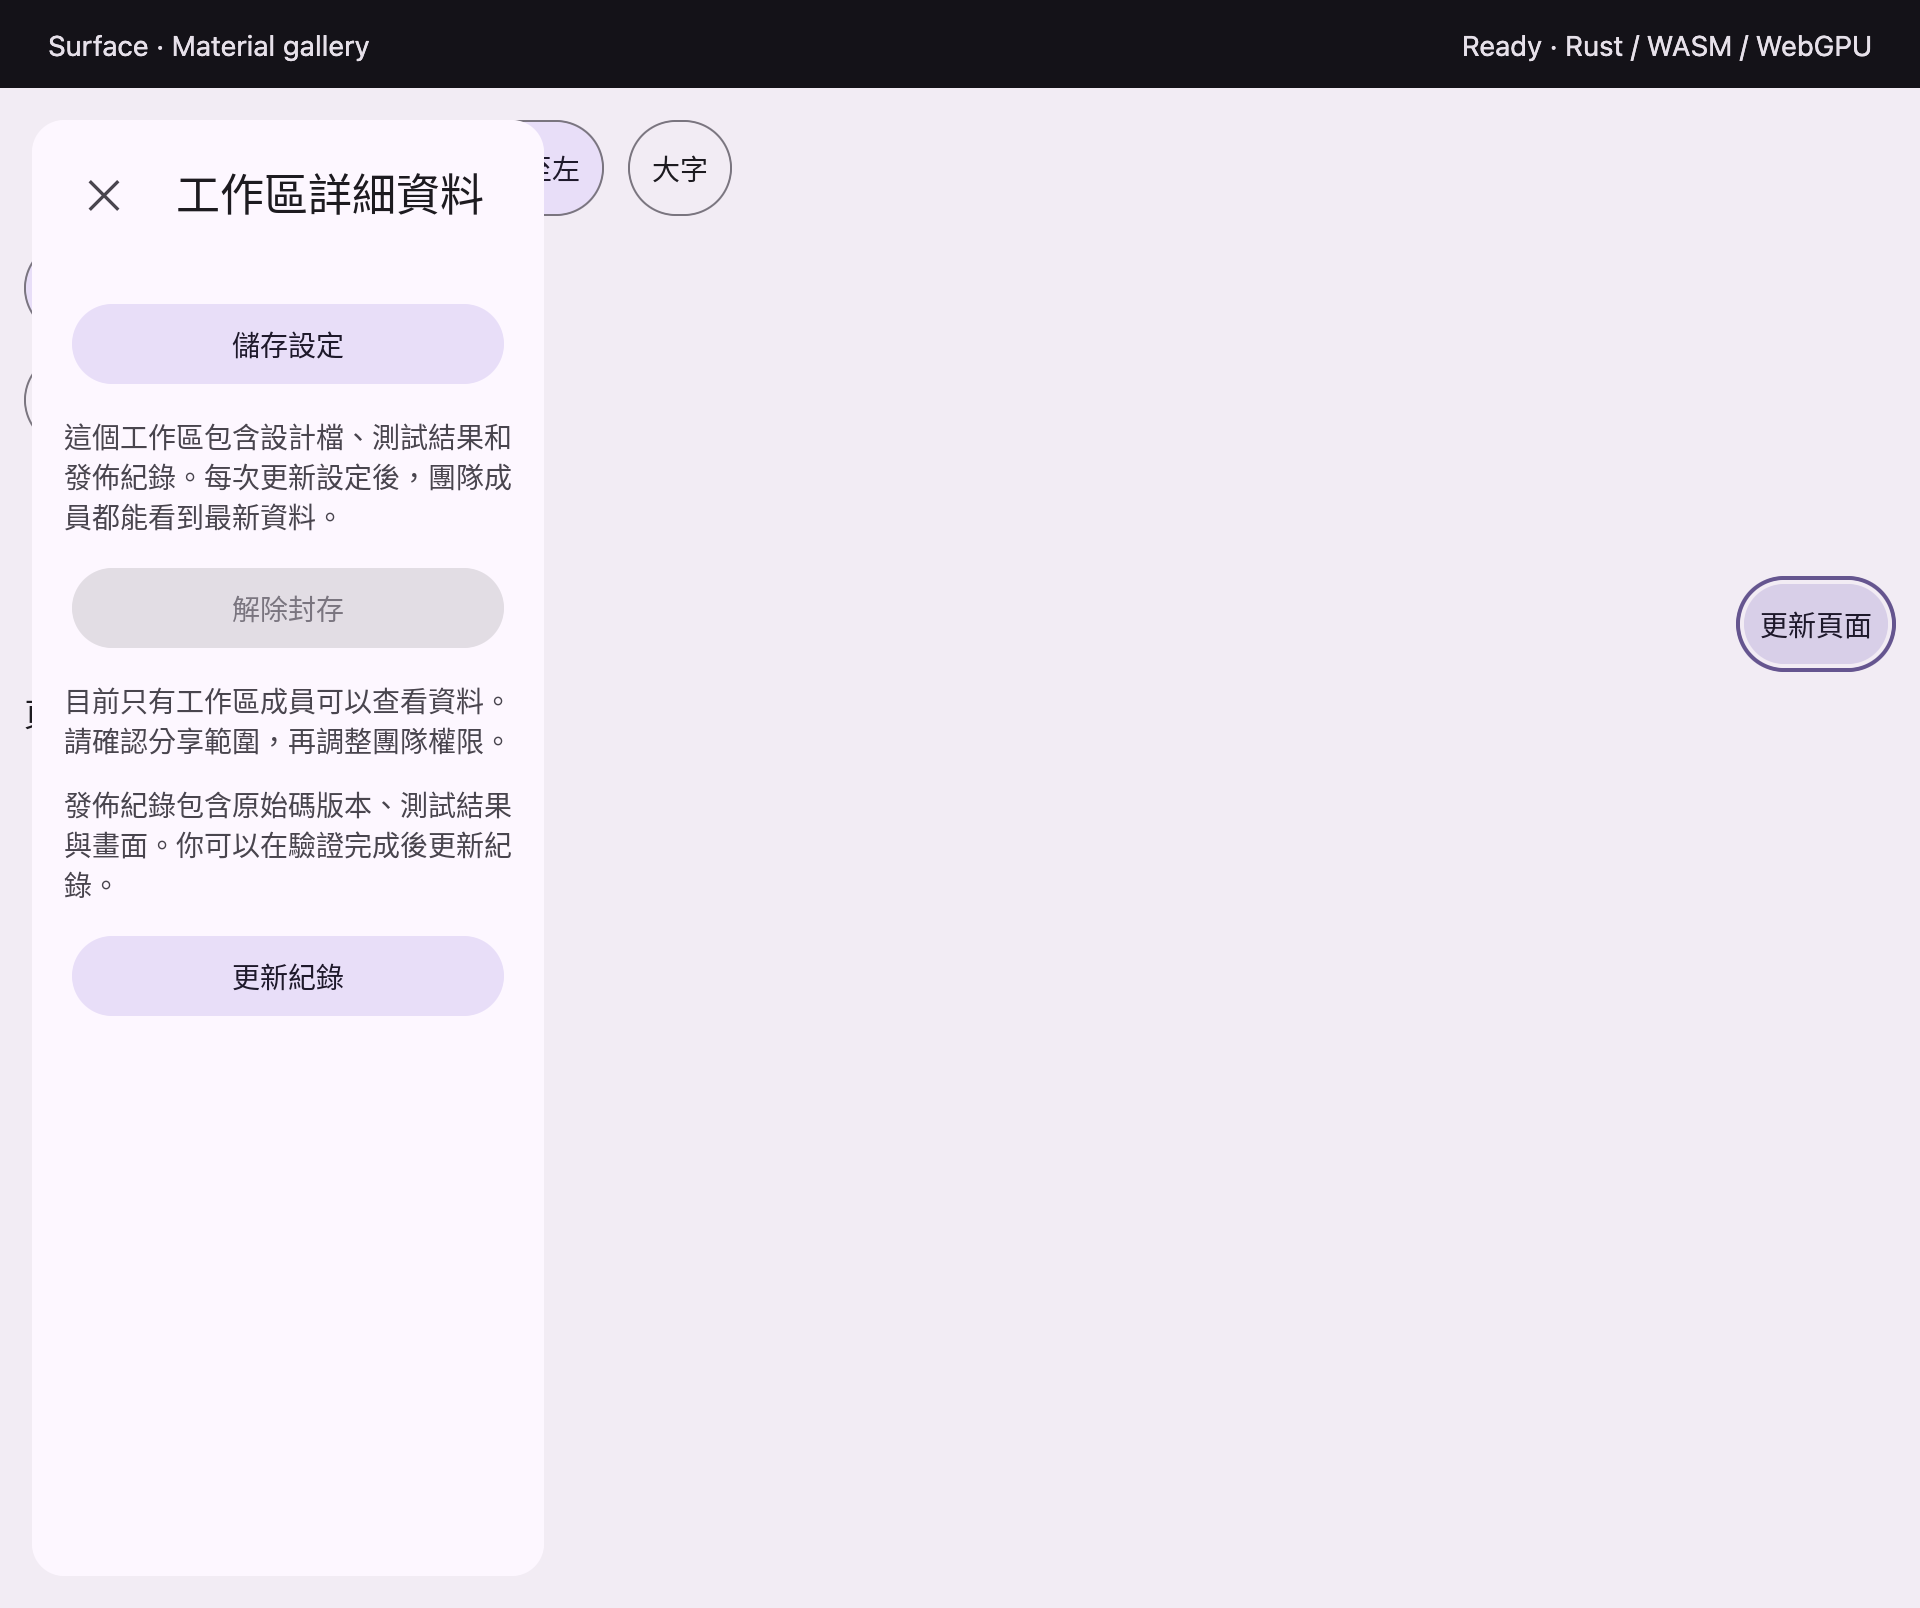 Surface · Material gallery
Ready · Rust / WASM / WebGPU
左
大字
工作區詳細資料
儲存設定
這個工作區包含設計檔、測試結果和
發佈紀錄。每次更新設定後，團隊成
員都能看到最新資料。
解除封存
更新頁面
目前只有工作區成員可以查看資料。
請確認分享範圍，再調整團隊權限。
發佈紀錄包含原始碼版本、測試結果
與畫面。你可以在驗證完成後更新紀
錄。
更新紀錄